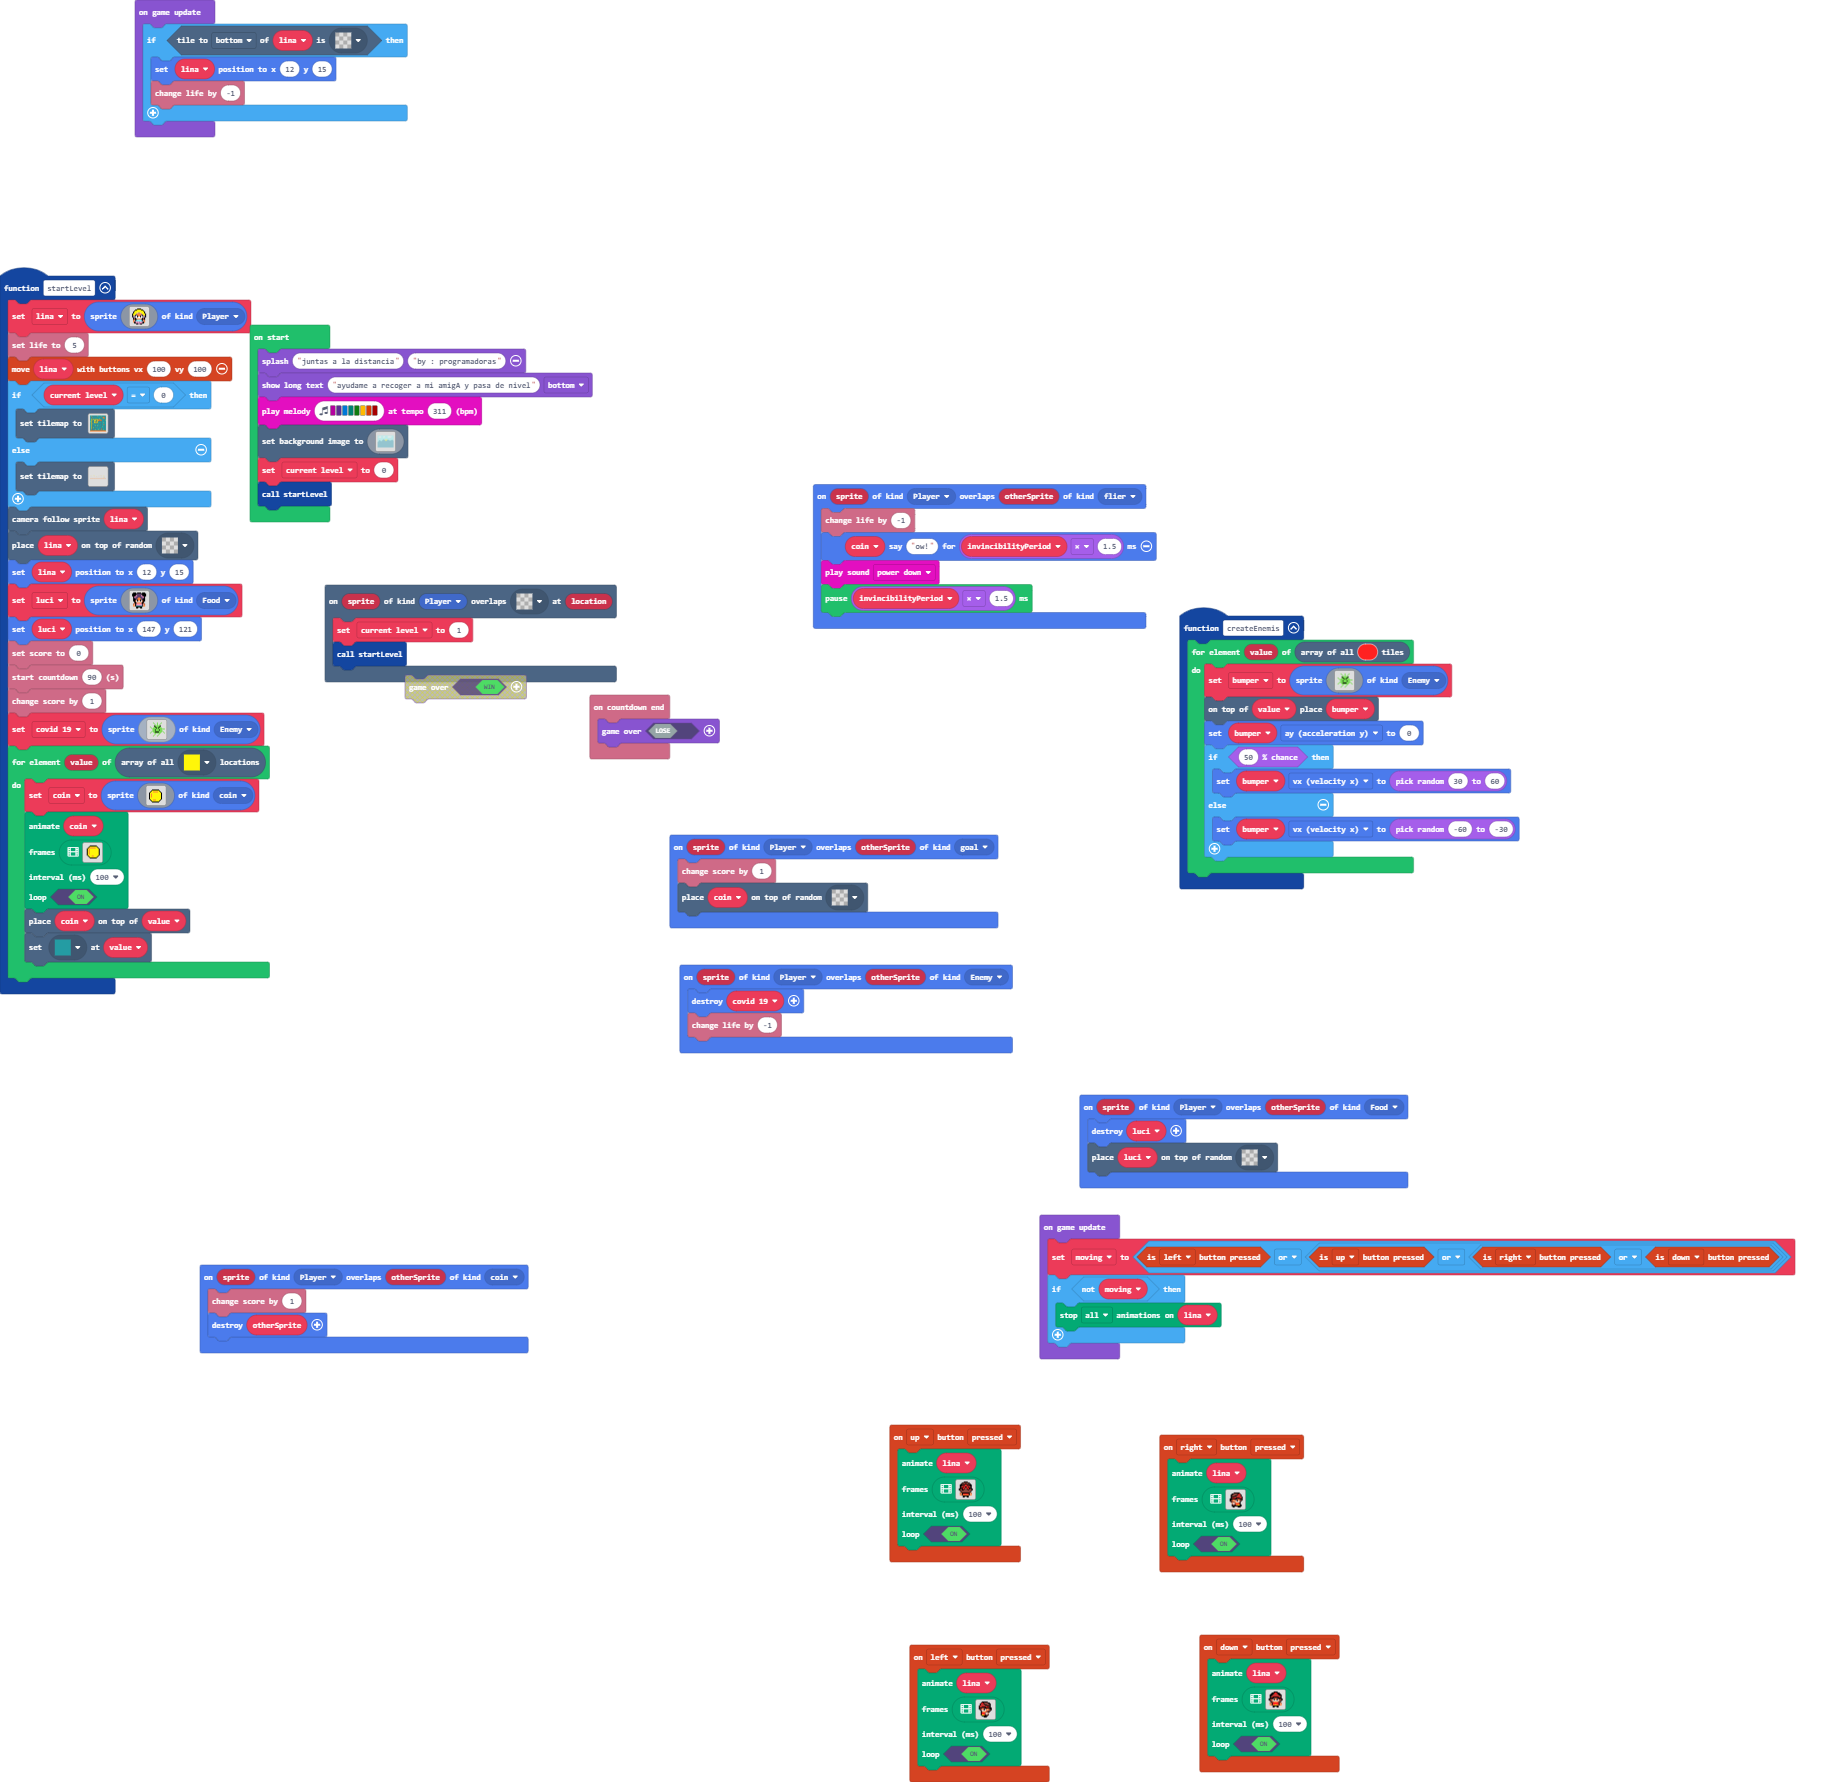 on game update
if tile to bottom of lina is then
set lina position to x 12 y 15
change life by -1
function startLevel
set lina to sprite of kind Player
set life to 5
move lina with buttons vx 100 vy 100
if current level = 0 then
set tilemap to
else
set tilemap to
camera follow sprite lina
place lina on top of random
set lina position to x 12 y 15
set luci to sprite of kind Food
set luci position to x 147 y 121
set score to 0
start countdown 90 (s)
change score by 1
set covid 19 to sprite of kind Enemy
for element value of array of all locations
do
set coin to sprite of kind coin
animate coin
frames
interval (ms) 100
loop ON
place coin on top of value
set at value
on start
splash "juntas a la distancia" "by : programadoras"
show long text "ayudame a recoger a mi amigA y pasa de nivel" bottom
play melody at tempo 311 (bpm)
set background image to
set current level to 0
call startLevel
on sprite of kind Player overlaps at location
set current level to 1
call startLevel
game over WIN
on countdown end
game over LOSE
on sprite of kind Player overlaps otherSprite of kind flier
change life by -1
coin say "ow!" for invincibilityPeriod × 1.5 ms
play sound power down
pause invincibilityPeriod × 1.5 ms
function createEnemis
for element value of array of all tiles
do
set bumper to sprite of kind Enemy
on top of value place bumper
set bumper ay (acceleration y) to 0
if 50 % chance then
set bumper vx (velocity x) to pick random 30 to 60
else
set bumper vx (velocity x) to pick random -60 to -30
on sprite of kind Player overlaps otherSprite of kind goal
change score by 1
place coin on top of random
on sprite of kind Player overlaps otherSprite of kind Enemy
destroy covid 19
change life by -1
on sprite of kind Player overlaps otherSprite of kind Food
destroy luci
place luci on top of random
on game update
set moving to is left button pressed or is up button pressed or is right button pressed or is down button pressed
if not moving then
stop all animations on lina
on sprite of kind Player overlaps otherSprite of kind coin
change score by 1
destroy otherSprite
on up button pressed
animate lina
frames
interval (ms) 100
loop ON
on right button pressed
animate lina
frames
interval (ms) 100
loop ON
on left button pressed
animate lina
frames
interval (ms) 100
loop ON
on down button pressed
animate lina
frames
interval (ms) 100
loop ON